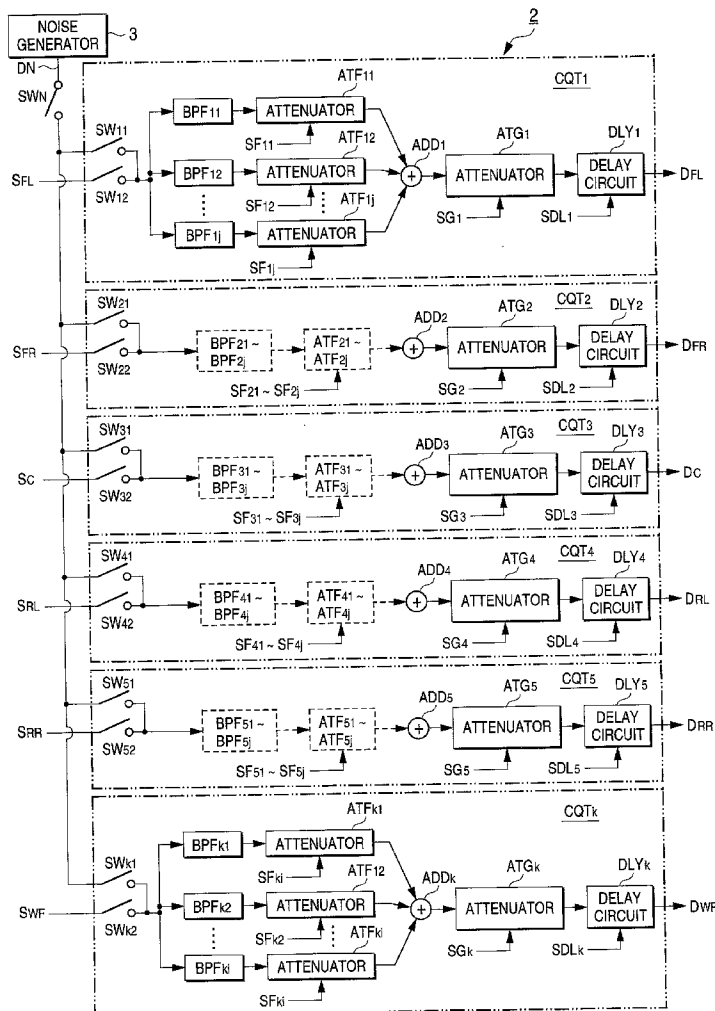 2
NOISE
GENERATOR
3
DN
SWN
CQT1
ATF11
BPF11
ATTENUATOR
SF11
ATF12
SW11
SFL
SW12
BPF12
ATTENUATOR
SF12
ADD1
ATG1
ATTENUATOR
SG1
DLY1
DELAY
CIRCUIT
SDL1
DFL
ATF1j
BPF1j
ATTENUATOR
SF1j
CQT2
SW21
SFR
SW22
BPF21~
BPF2j
ATF21~
ATF2j
SF21 ~ SF2j
ADD2
ATG2
ATTENUATOR
SG2
DLY2
DELAY
CIRCUIT
SDL2
DFR
CQT3
SW31
SC
SW32
BPF31~
BPF3j
ATF31~
ATF3j
SF31 ~ SF3j
ADD3
ATG3
ATTENUATOR
SG3
DLY3
DELAY
CIRCUIT
SDL3
DC
CQT4
SW41
SRL
SW42
BPF41~
BPF4j
ATF41~
ATF4j
SF41 ~ SF4j
ADD4
ATG4
ATTENUATOR
SG4
DLY4
DELAY
CIRCUIT
SDL4
DRL
CQT5
SW51
SRR
SW52
BPF51~
BPF5j
ATF51~
ATF5j
SF51 ~ SF5j
ADD5
ATG5
ATTENUATOR
SG5
DLY5
DELAY
CIRCUIT
SDL5
DRR
CQTk
ATFk1
BPFk1
ATTENUATOR
SFki
ATF12
SWk1
SWF
SWk2
BPFk2
ATTENUATOR
SFk2
ADDk
ATGk
ATTENUATOR
SGk
DLYk
DELAY
CIRCUIT
SDLk
DWF
ATFki
BPFki
ATTENUATOR
SFki